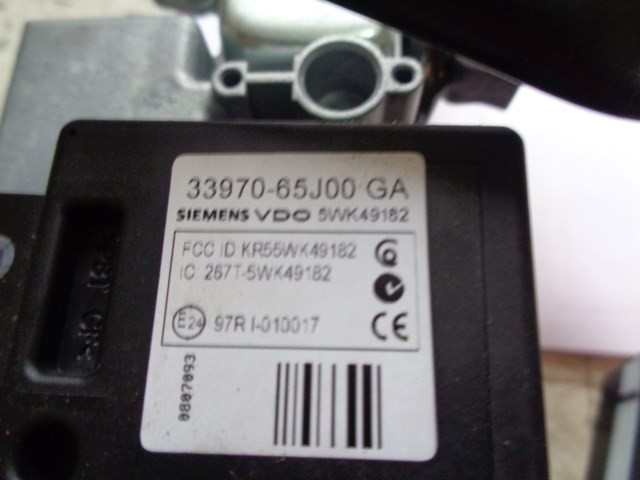 33970-65J00 GA
SIEMENS VDO 5WK49182
FCC ID KR55WK49182
IC 267T-5WK49182
E24 97R I-010017
CE
0807093